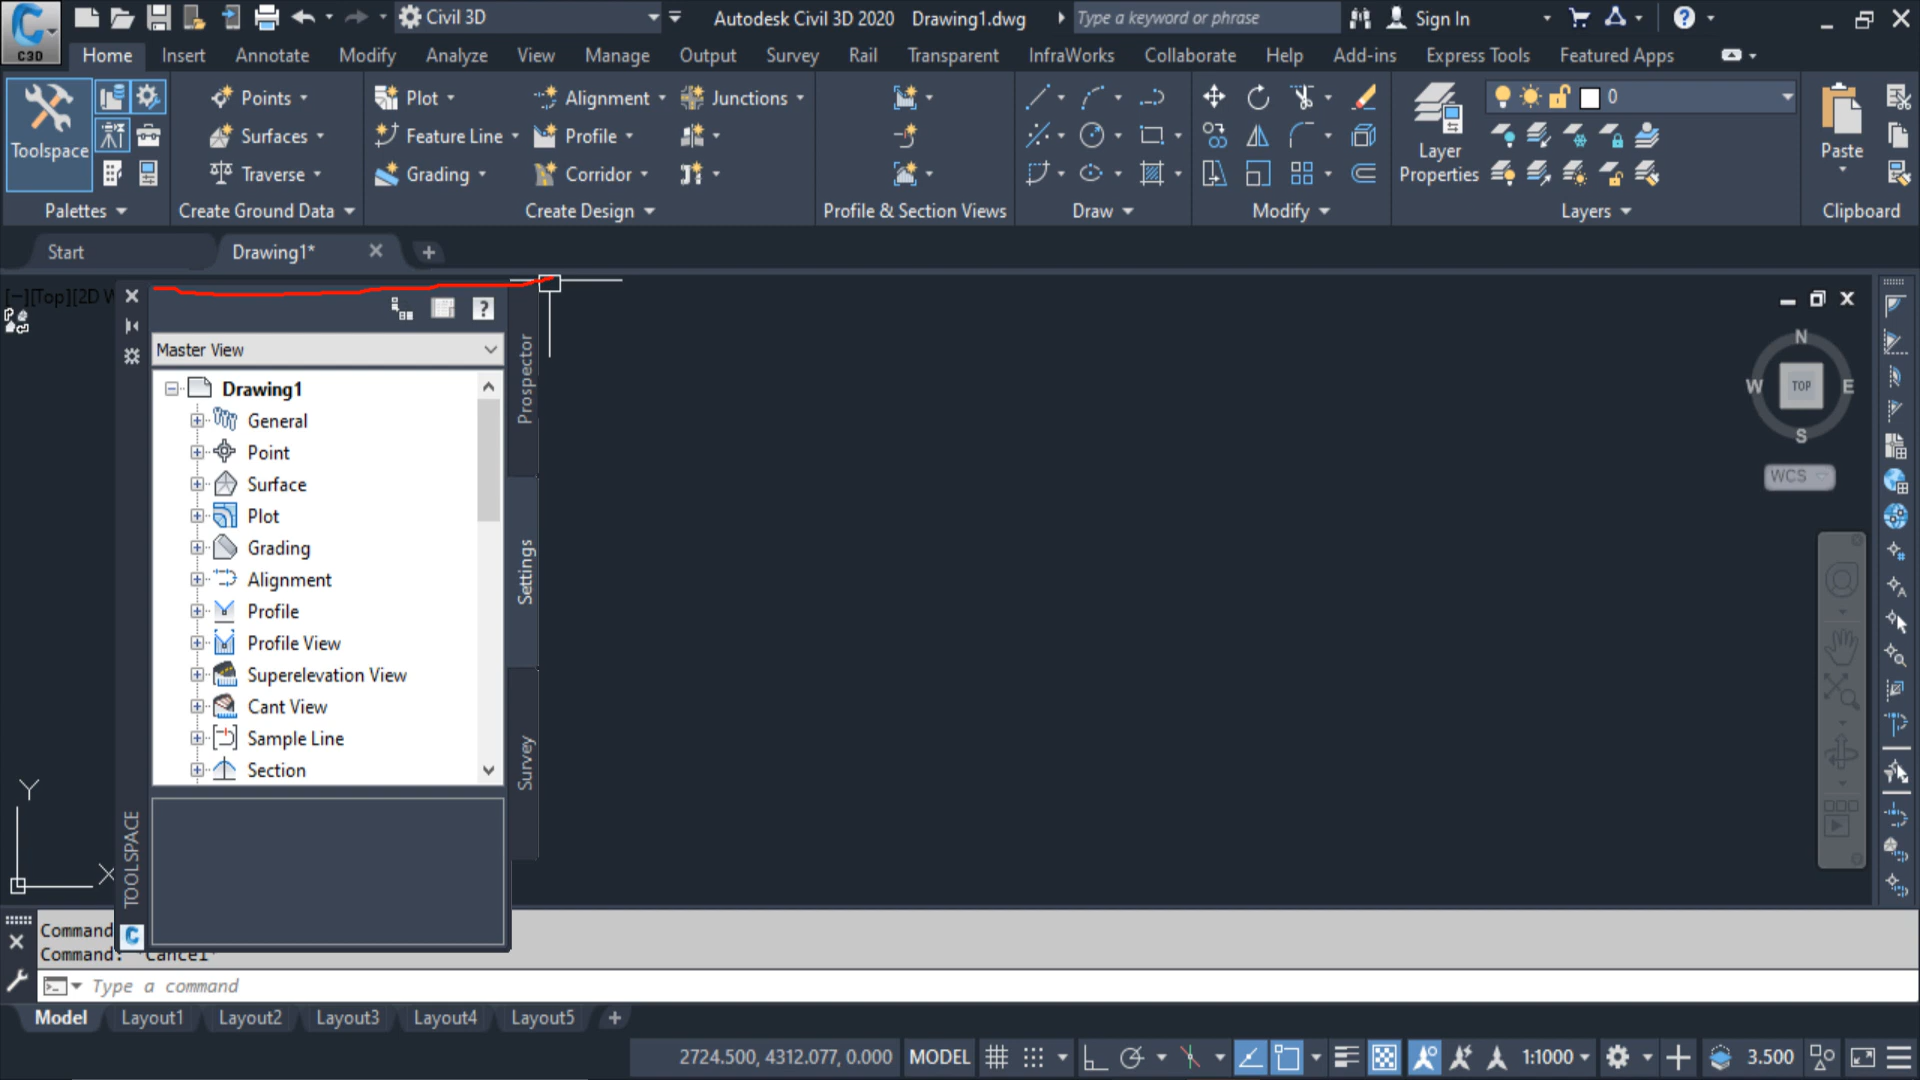 Civil 3D
Autodesk Civil 3D 2020 Drawing1.dwg
Type a keyword or phrase
Sign In
C3D
Home Insert Annotate Modify Analyze View Manage Output Survey Rail Transparent InfraWorks Collaborate Help Add-ins Express Tools Featured Apps
Points Plot Alignment Junctions 0
Toolspace Surfaces Feature Line Profile Layer Properties Paste
Traverse Grading Corridor
Palettes Create Ground Data Create Design Profile & Section Views Draw Modify Layers Clipboard
Start Drawing1*
[−][Top][2D W
Master View
Drawing1
General
Point
Surface
Plot
Grading
Alignment
Profile
Profile View
Superelevation View
Cant View
Sample Line
Section
Prospector
Settings
Survey
TOOLSPACE
N
W TOP E
S
WCS
Y
X
Command
Command: *Cancel*
Type a command
Model Layout1 Layout2 Layout3 Layout4 Layout5
2724.500, 4312.077, 0.000 MODEL 1:1000 3.500